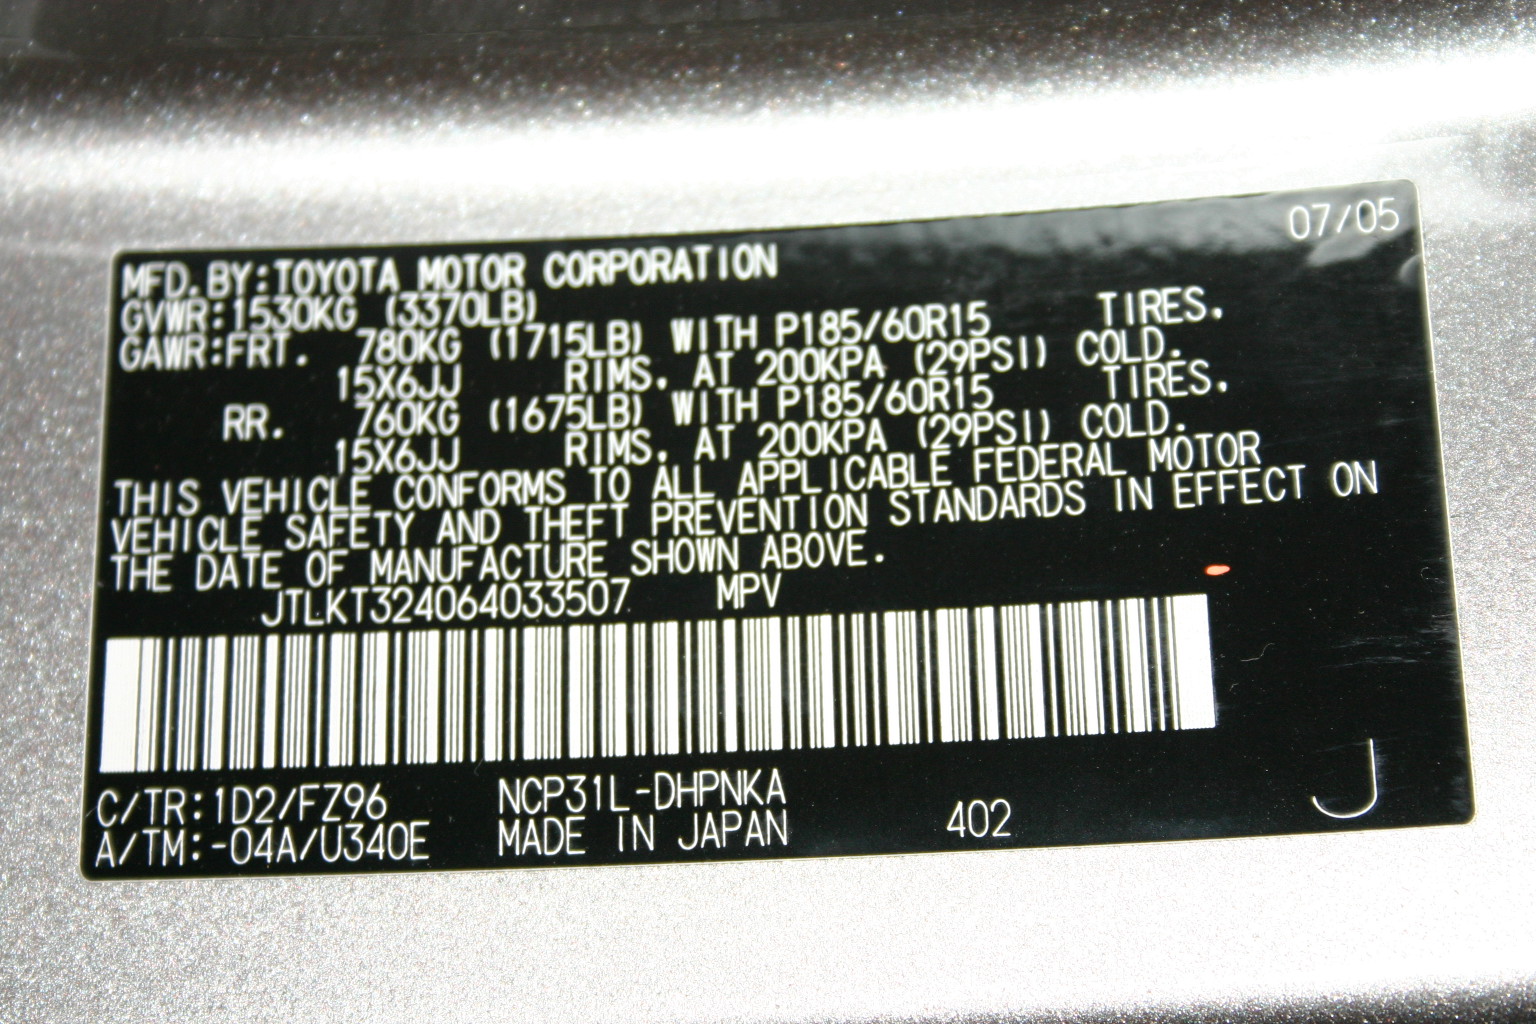 07/05
MFD.BY:TOYOTA MOTOR CORPORATION
GVWR:1530KG (3370LB)
GAWR:FRT. 780KG (1715LB) WITH P185/60R15 TIRES.
15X6JJ RIMS. AT 200KPA (29PSI) COLD.
RR. 760KG (1675LB) WITH P185/60R15 TIRES.
15X6JJ RIMS. AT 200KPA (29PSI) COLD.
THIS VEHICLE CONFORMS TO ALL APPLICABLE FEDERAL MOTOR
VEHICLE SAFETY AND THEFT PREVENTION STANDARDS IN EFFECT ON
THE DATE OF MANUFACTURE SHOWN ABOVE.
JTLKT324064033507 MPV
C/TR:1D2/FZ96 NCP31L-DHPNKA
A/TM:-04A/U340E MADE IN JAPAN 402 J